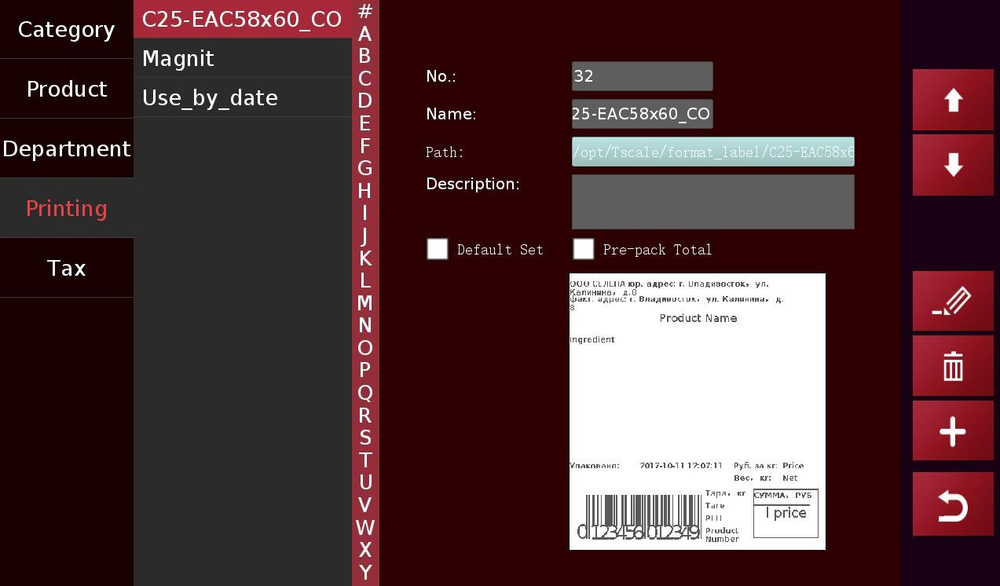 Category
Product
Department
Printing
Tax
C25-EAC58x60_CO
Magnit
Use_by_date
#
A
B
C
D
E
F
G
H
I
J
K
L
M
N
O
P
Q
R
S
T
U
V
W
X
Y
No.:
32
Name:
25-EAC58x60_CO
Path:
/opt/Tscale/format_label/C25-EAC58x6
Description:
Default Set
Pre-pack Total
ООО СЕЛЕНА юр. адрес: г. Владивосток, ул.
Калинина, д.0
факт. адрес: г. Владивосток, ул. Калинина, д.
8
Product Name
Ingredient
Упаковано: 2017-10-11 12:07:11 Руб. за кг: Price
Вес, кг: Net
Тара, кг
Tare
PLU
Product
Number
СУММА, РУБ
l price
0123456012349